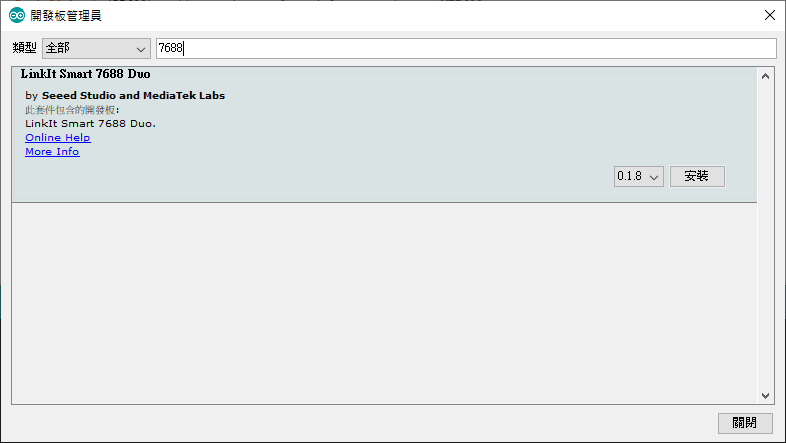 開發板管理員
類型 全部 7688
LinkIt Smart 7688 Duo
by Seeed Studio and MediaTek Labs
此套件包含的開發板:
LinkIt Smart 7688 Duo.
Online Help
More Info
0.1.8 安裝
關閉